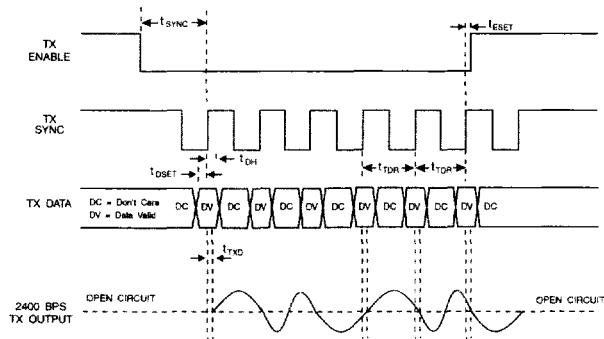 tSYNC
tESET
TX
ENABLE
TX
SYNC
tDH
tDSET
tTDR
tTDR
TX DATA
DC = Don't Care
DV = Data Valid
DC
DV
DC
DV
DC
DV
DC
DV
DC
DV
DC
DV
DC
tTXD
2400 BPS
TX OUTPUT
OPEN CIRCUIT
OPEN CIRCUIT